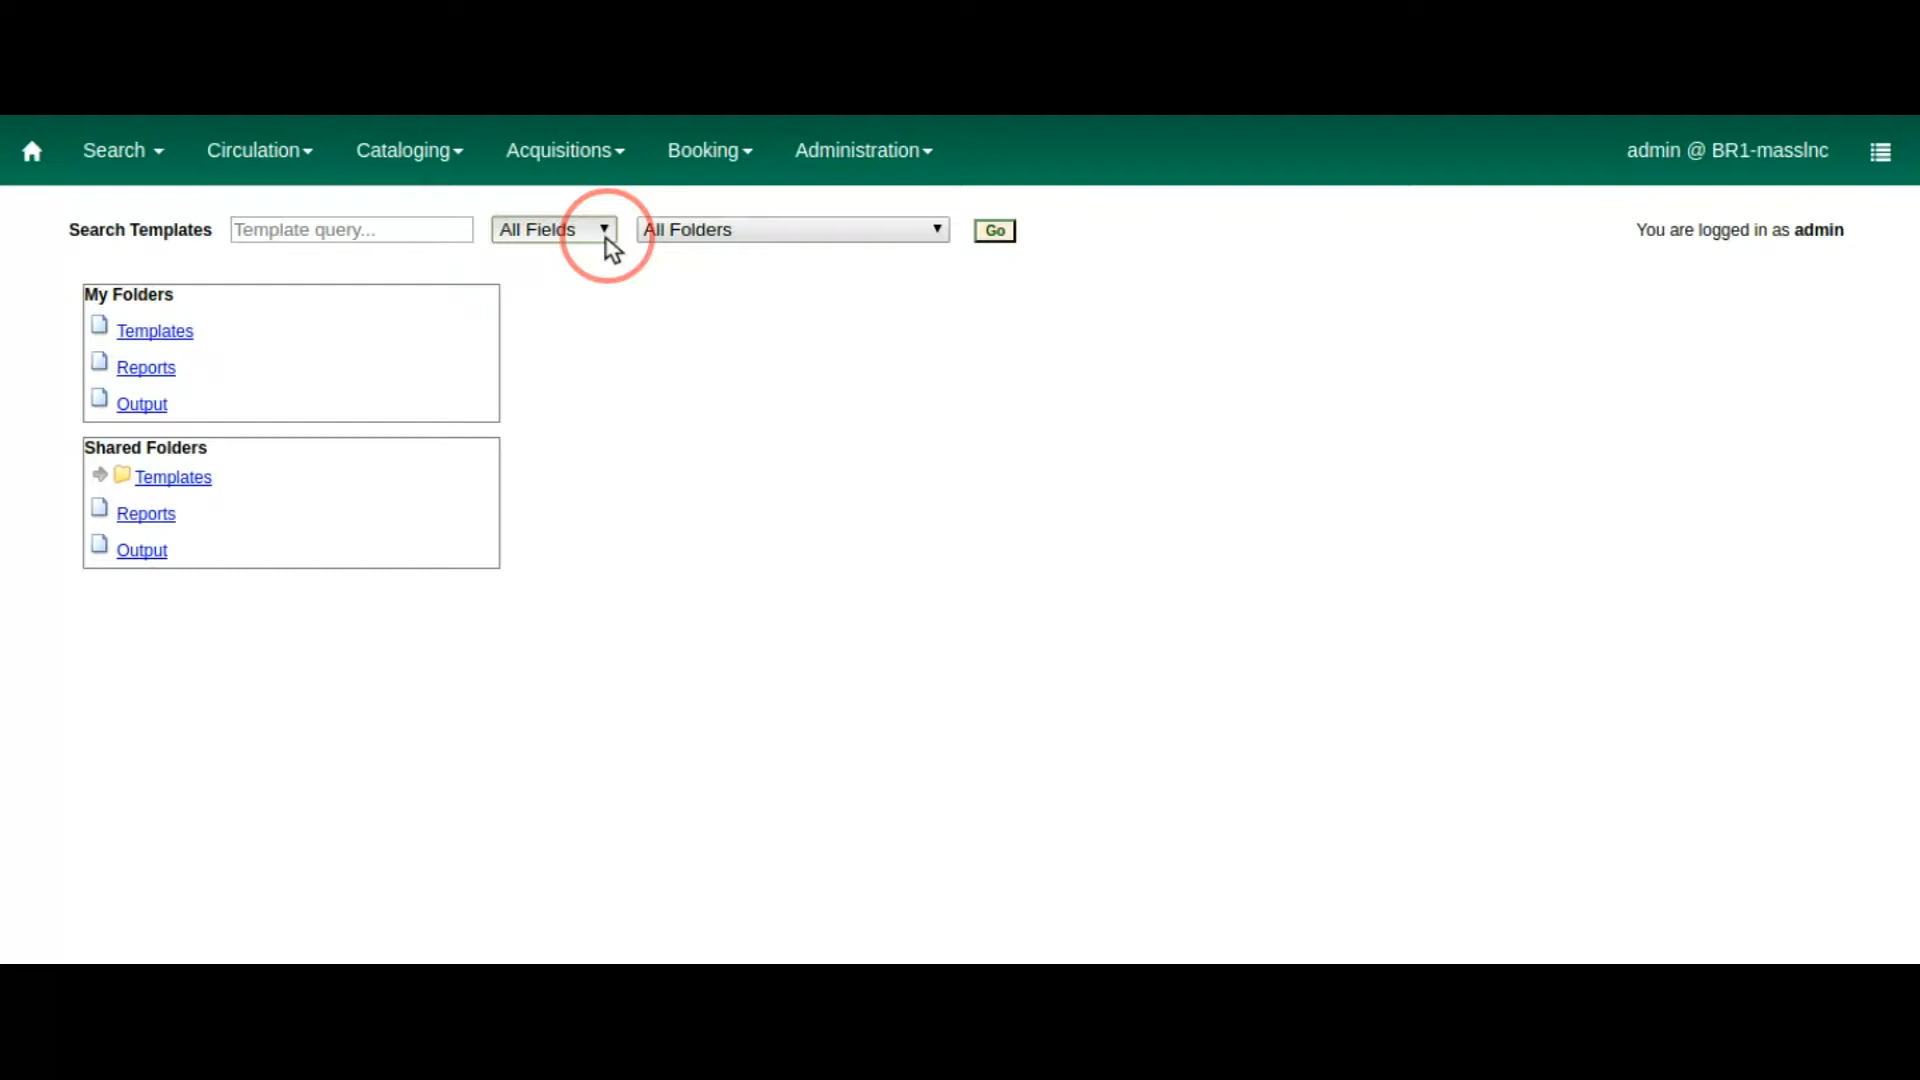 Search Circulation Cataloging Acquisitions Booking Administration admin @ BR1-massInc
Search Templates Template query... All Fields All Folders Go You are logged in as admin
My Folders
Templates
Reports
Output
Shared Folders
Templates
Reports
Output